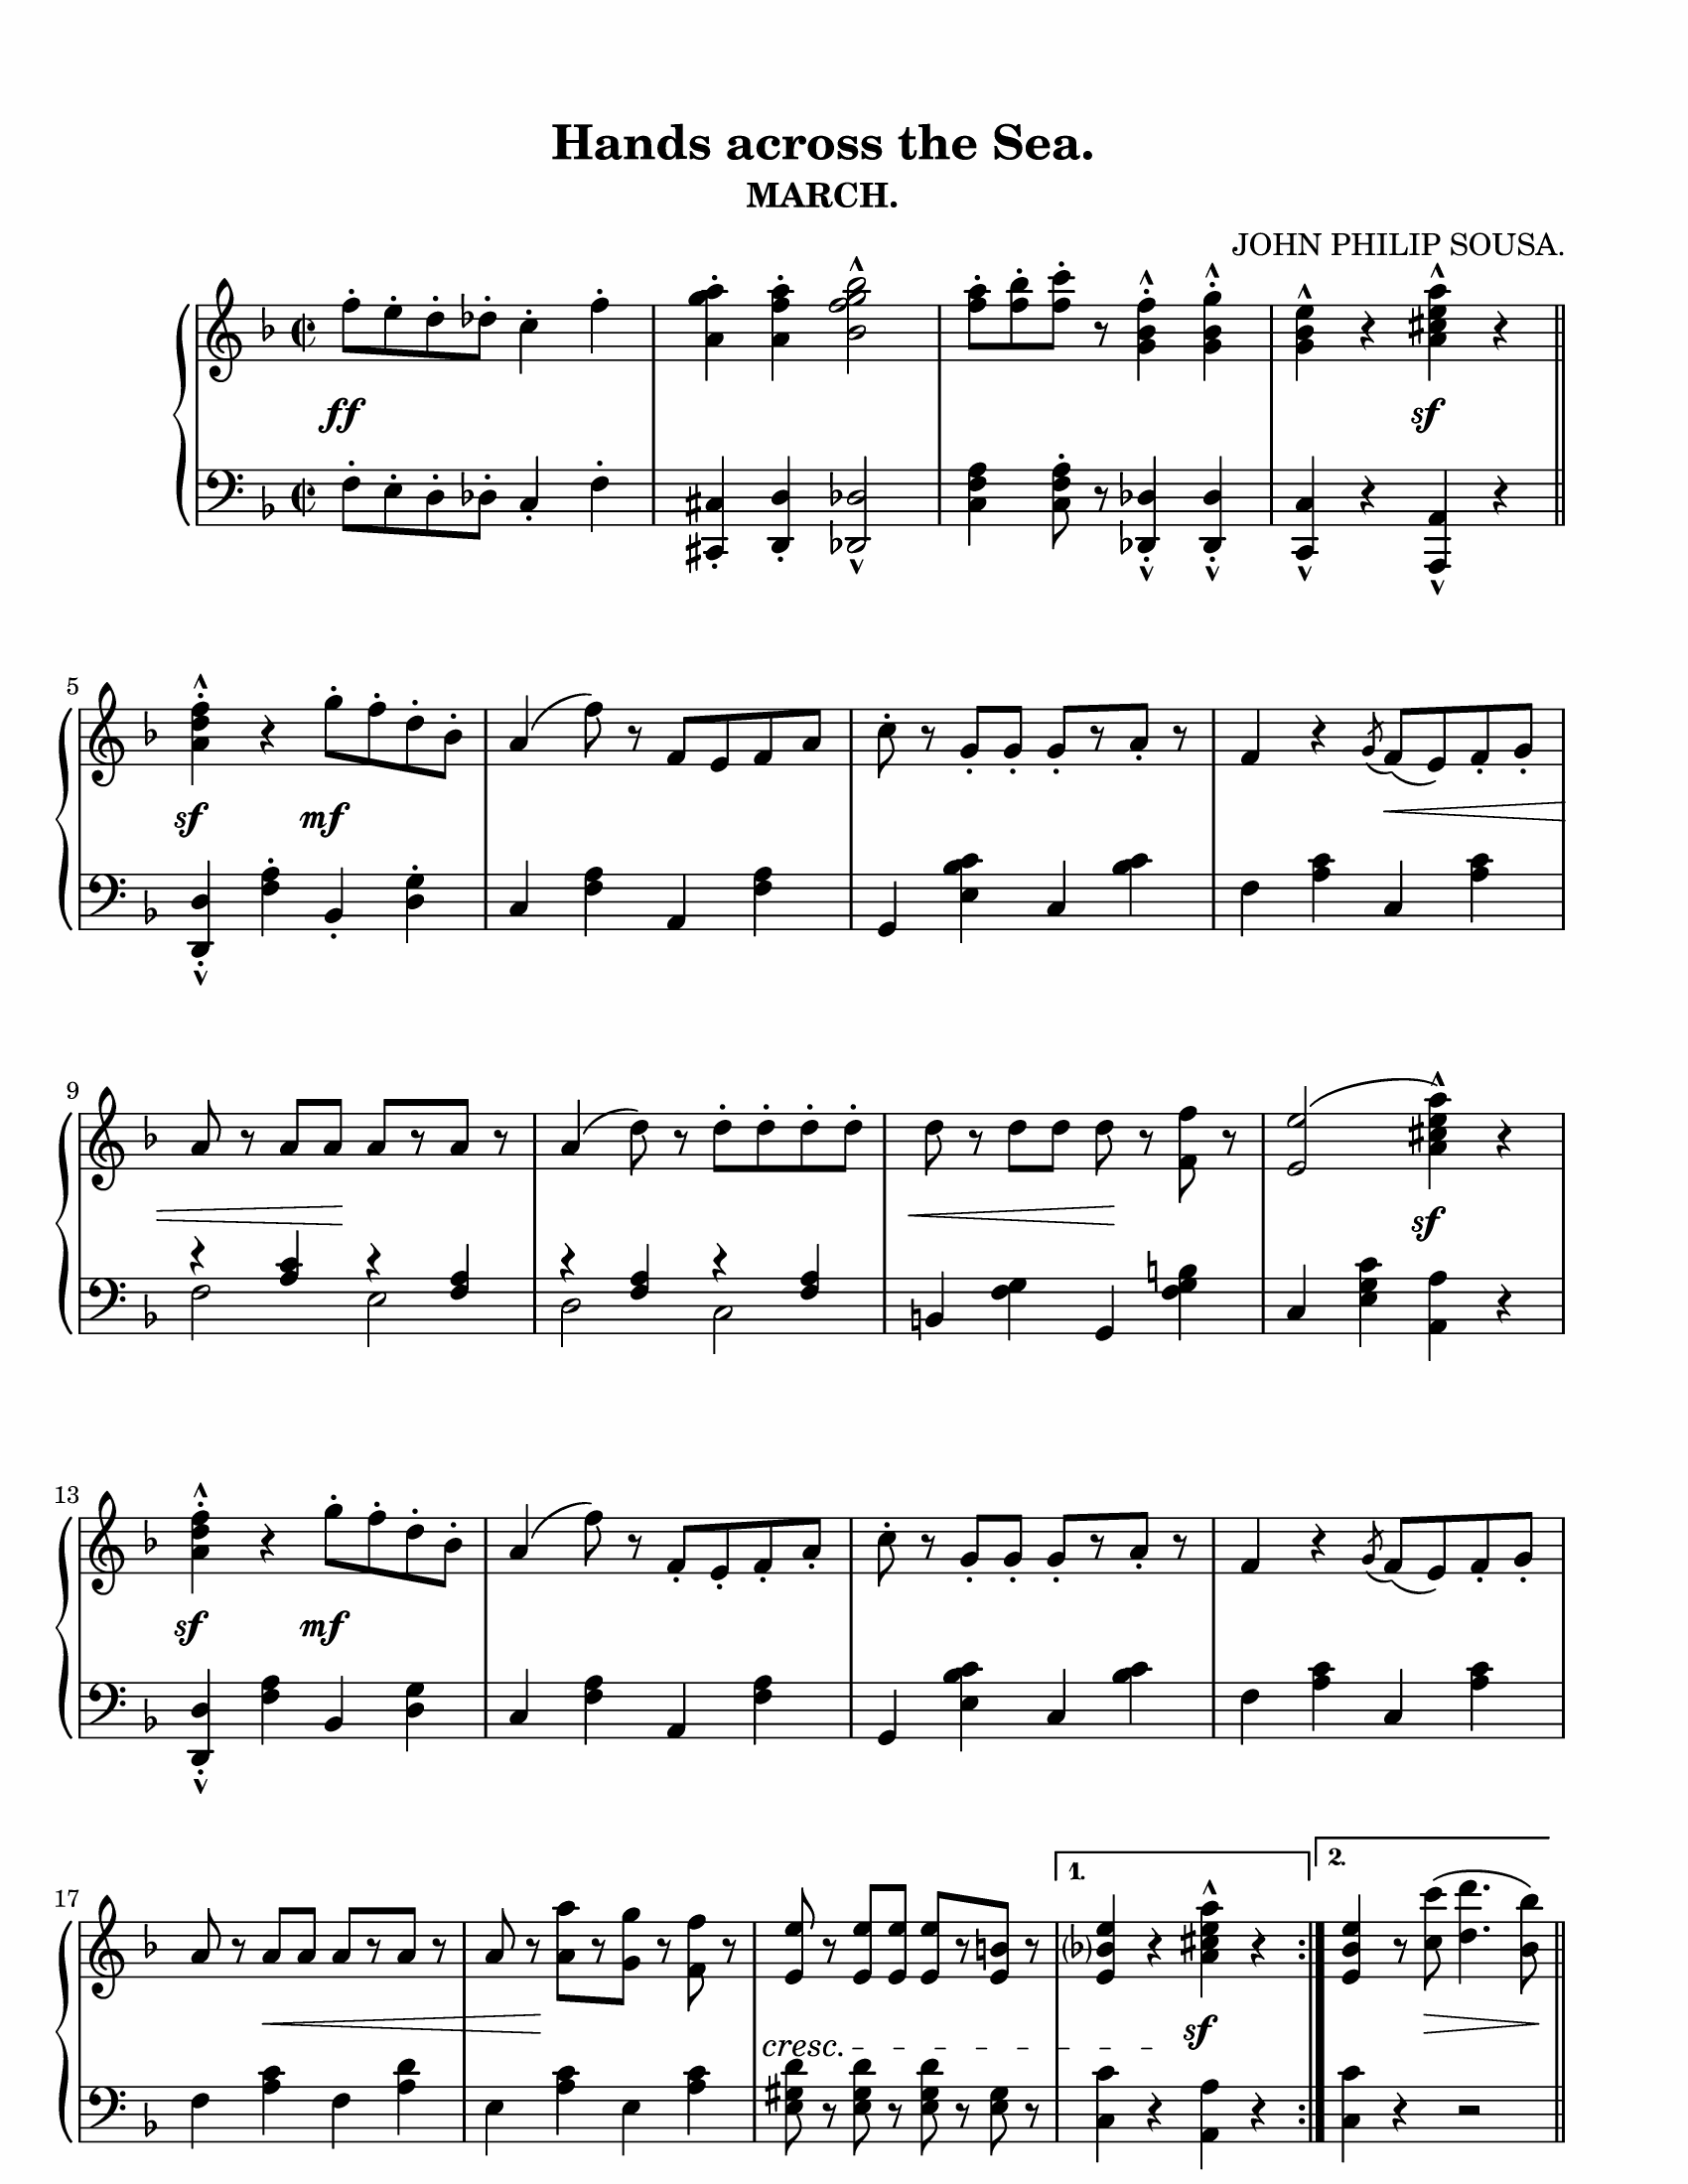 Hands across the Sea.
MARCH.
JOHN PHILIP SOUSA.
ff
sf
5
sf mf
9
sf
13
sf mf
1. 2.
17
sf
cresc.